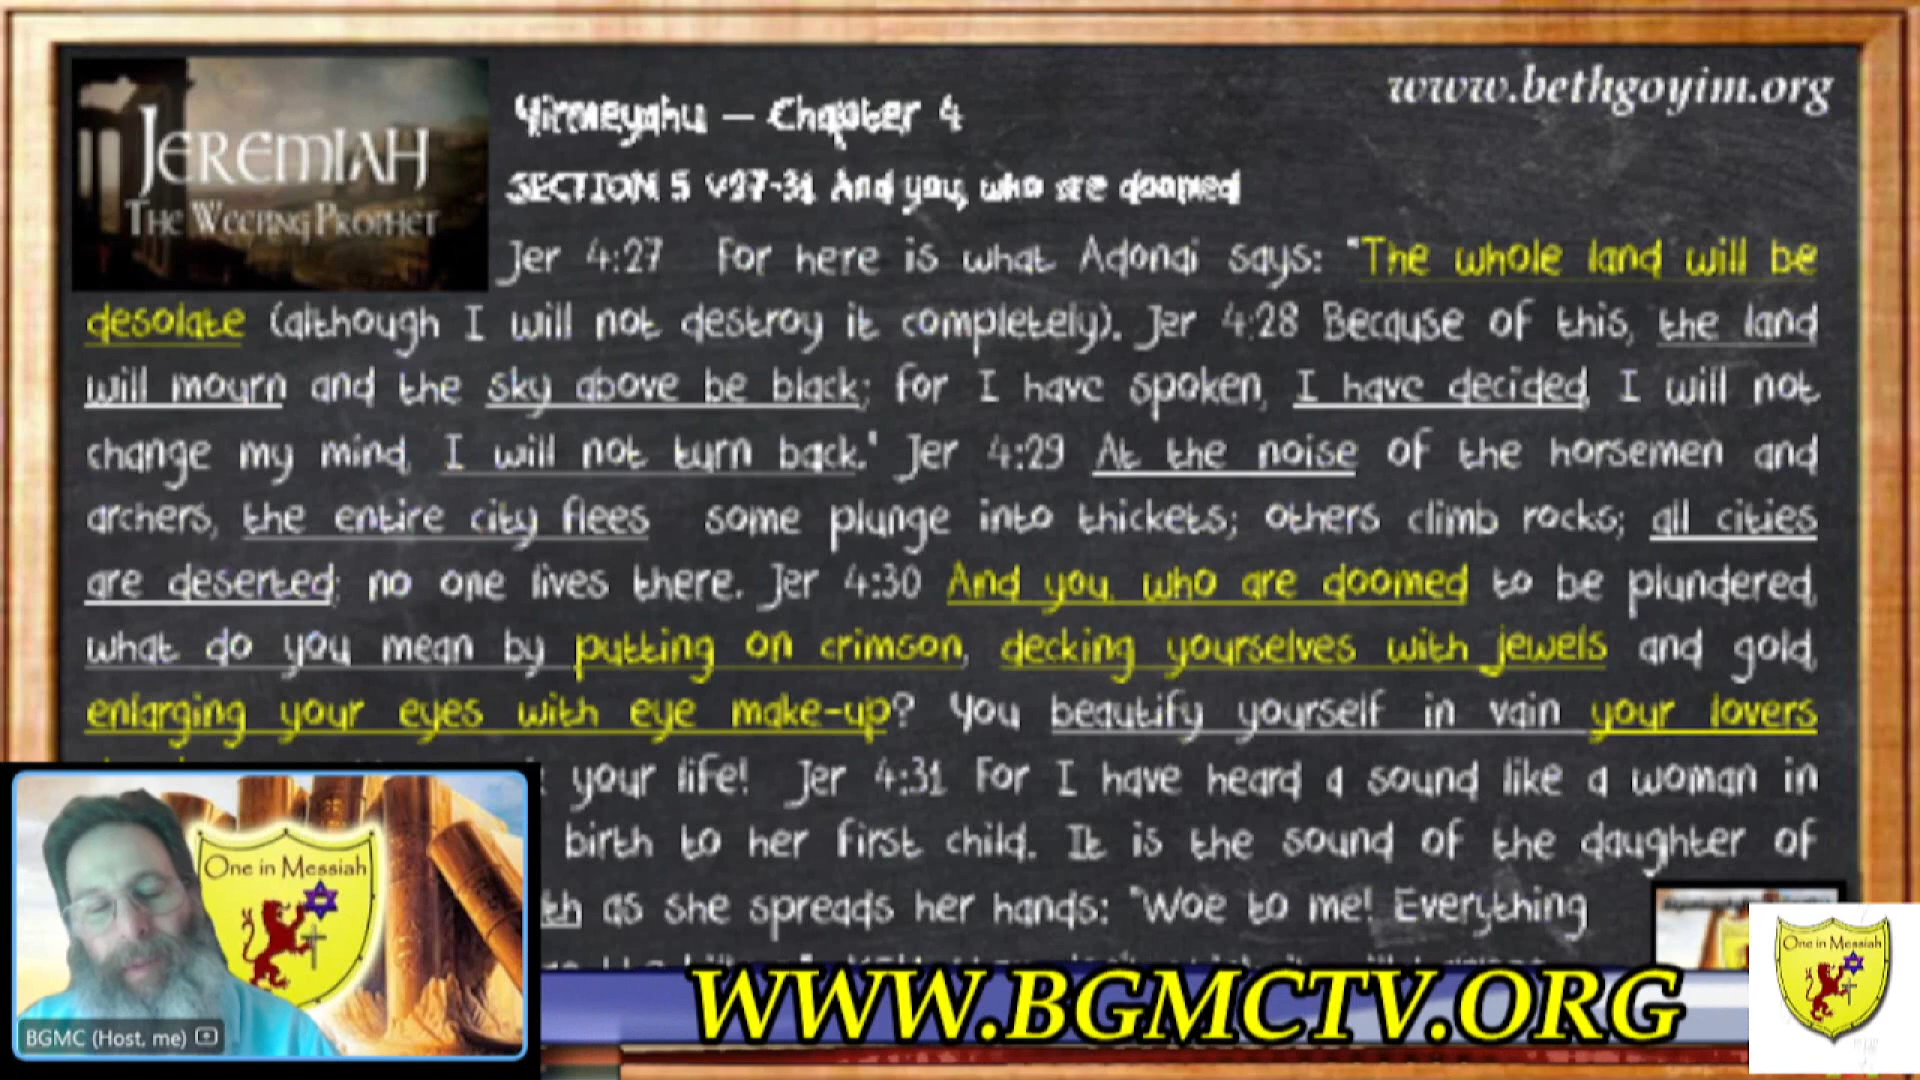 JEREMIAH
THE WEEPING PROPHET
www.bethgoyim.org
Yirmeyahu – Chapter 4
SECTION 5 v27-31 And you, who are doomed
Jer 4:27 For here is what Adonai says: "The whole land will be
desolate (although I will not destroy it completely). Jer 4:28 Because of this, the land
will mourn and the sky above be black; for I have spoken, I have decided, I will not
change my mind, I will not turn back." Jer 4:29 At the noise of the horsemen and
archers, the entire city flees some plunge into thickets; others climb rocks; all cities
are deserted; no one lives there. Jer 4:30 And you, who are doomed to be plundered,
what do you mean by putting on crimson, decking yourselves with jewels and gold,
enlarging your eyes with eye make-up? You beautify yourself in vain your lovers
your life! Jer 4:31 For I have heard a sound like a woman in
birth to her first child. It is the sound of the daughter of
as she spreads her hands: "Woe to me! Everything
One in Messiah
BGMC (Host, me)
WWW.BGMCTV.ORG
One in Messiah